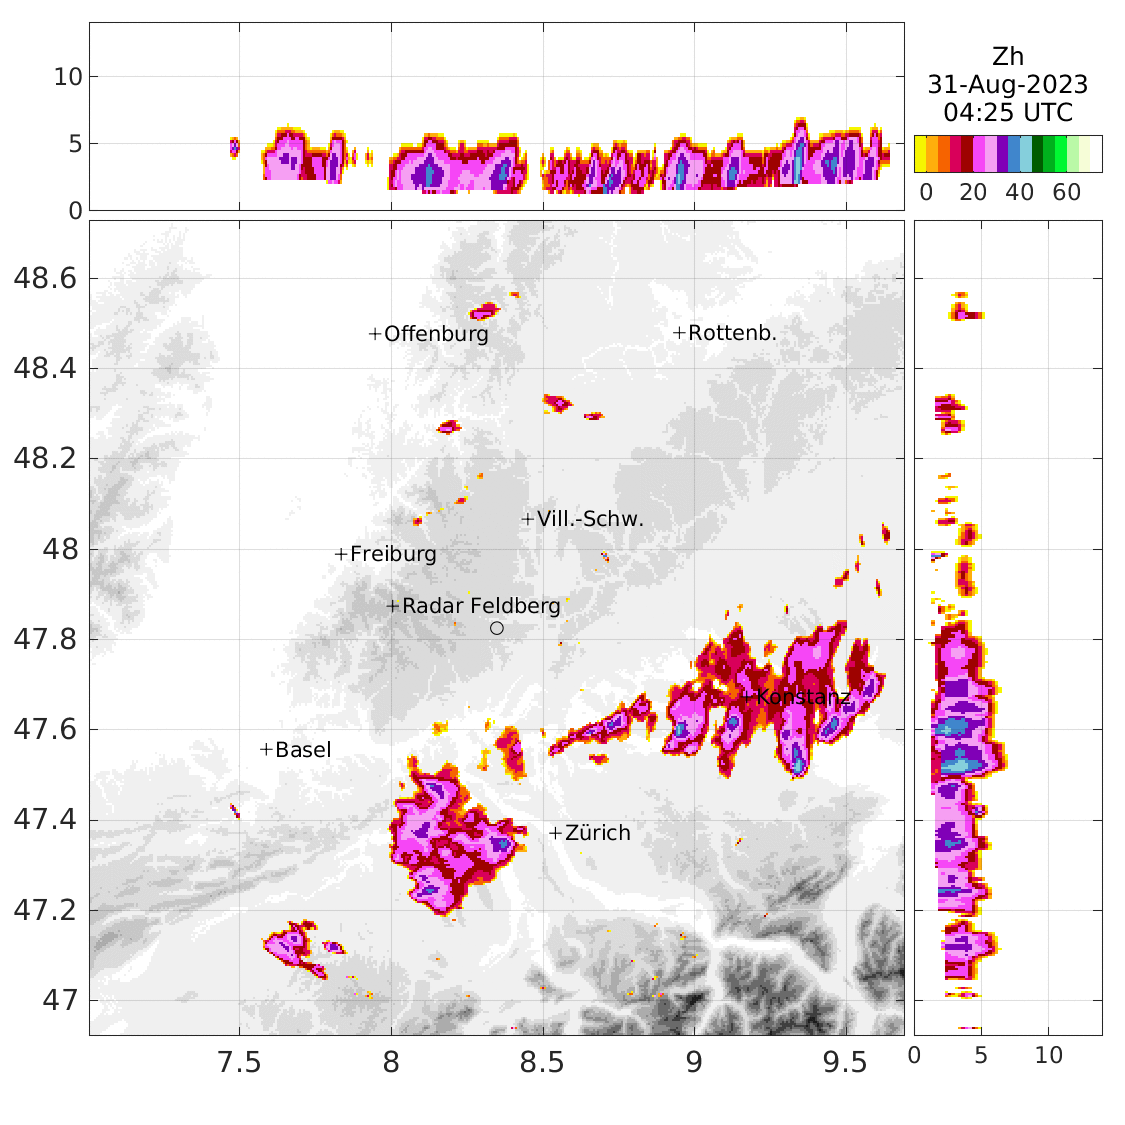 10
5
0
Zh
31-Aug-2023
04:25 UTC
0 20 40 60
48.6
48.4
48.2
48
47.8
47.6
47.4
47.2
47
+Offenburg
+Rottenb.
+Vill.-Schw.
+Freiburg
+Radar Feldberg
+Konstanz
+Basel
+Zürich
7.5 8 8.5 9 9.5
0 5 10